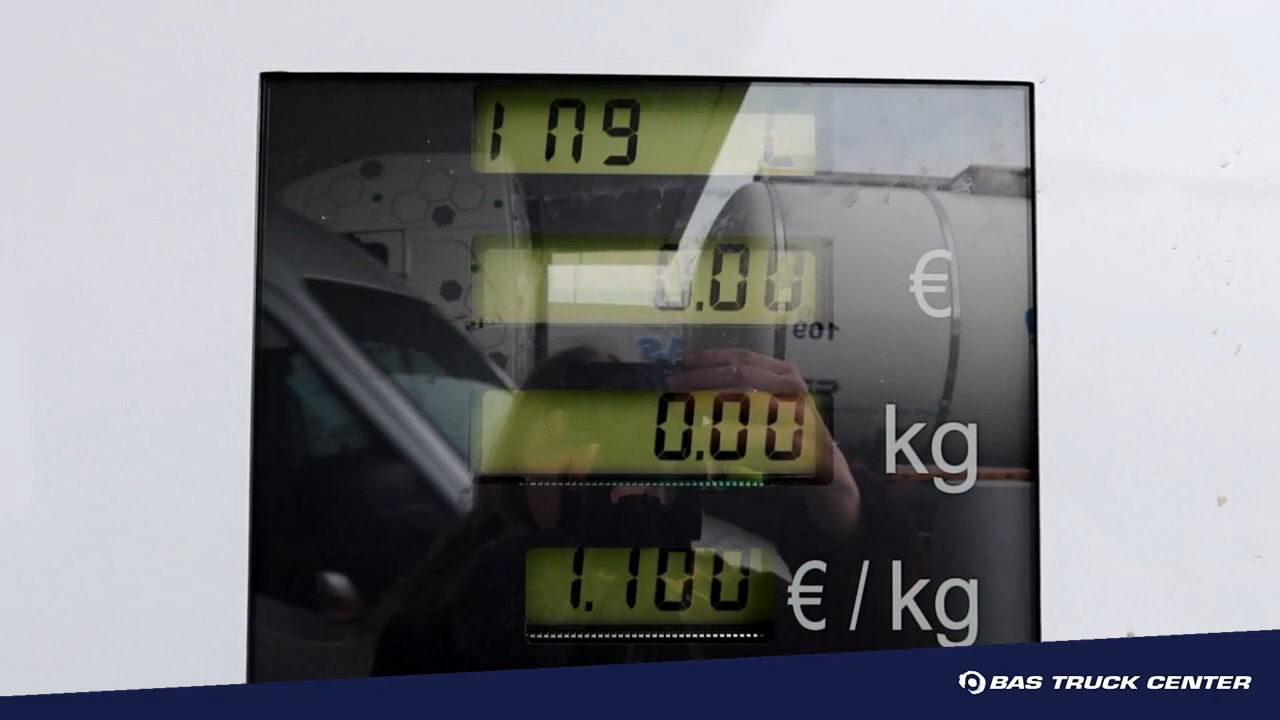 0.00 €
0.00 kg
1.100 € / kg
BAS TRUCK CENTER